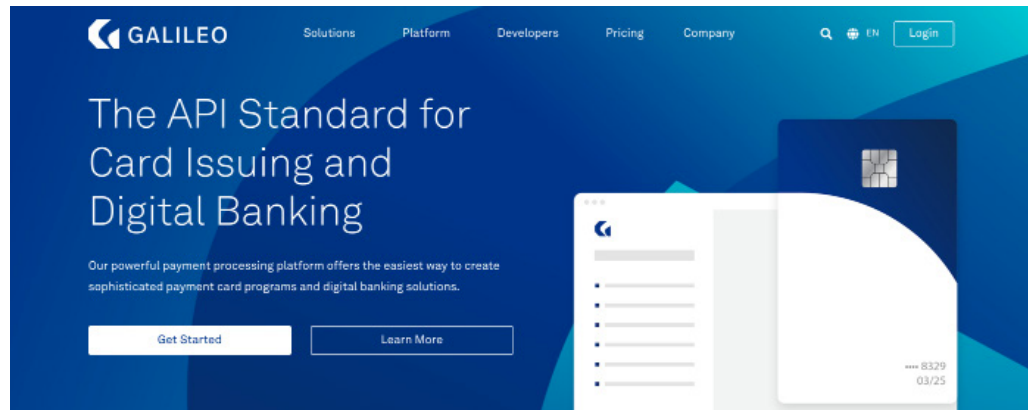 GALILEO
Solutions
Platform
Developers
Pricing
Company
EN
Login
The API Standard for
Card Issuing and
Digital Banking
Our powerful payment processing platform offers the easiest way to create
sophisticated payment card programs and digital banking solutions.
Get Started
Learn More
•••• 8329
03/25